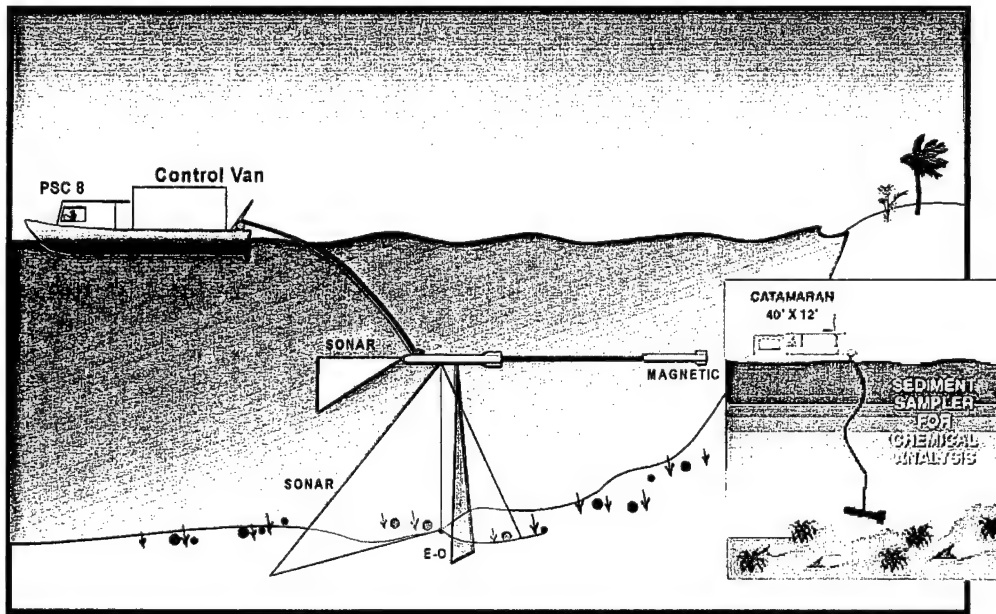 PSC 8
Control Van
SONAR
MAGNETIC
SONAR
E-O
CATAMARAN
40' X 12'
SEDIMENT
SAMPLER
FOR
CHEMICAL
ANALYSIS